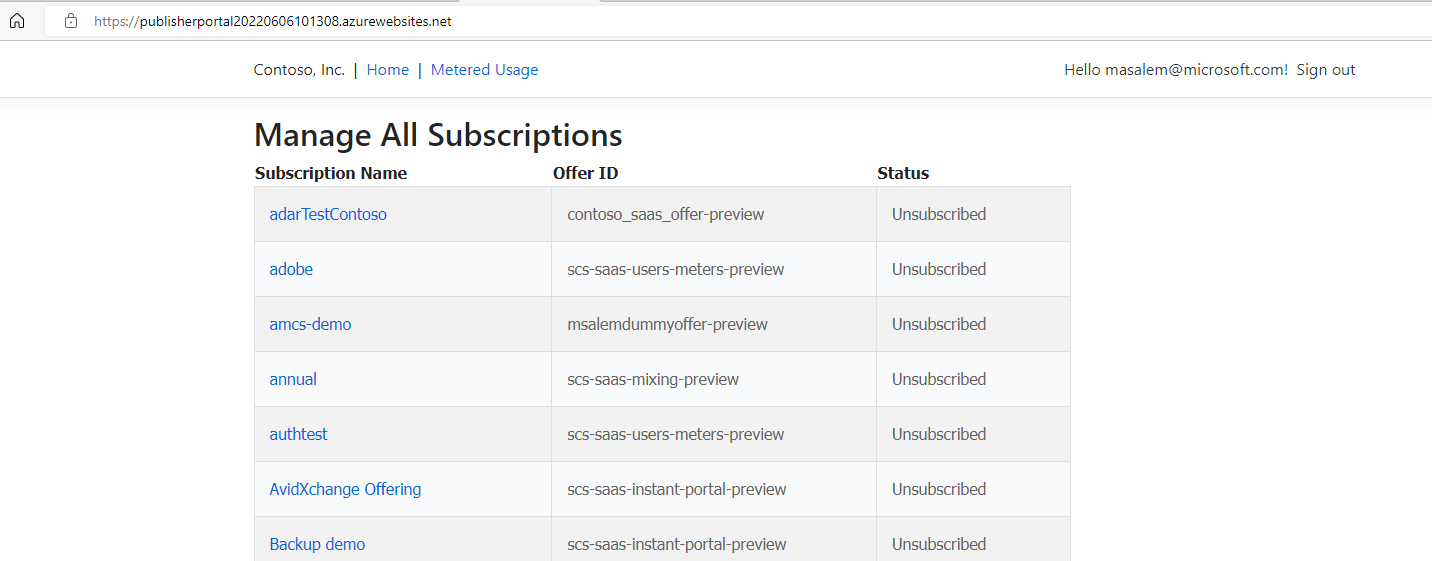 https://publisherportal20220606101308.azurewebsites.net
Contoso, Inc. | Home | Metered Usage Hello masalem@microsoft.com! Sign out
Manage All Subscriptions
Subscription Name Offer ID Status
adarTestContoso contoso_saas_offer-preview Unsubscribed
adobe scs-saas-users-meters-preview Unsubscribed
amcs-demo msalemdummyoffer-preview Unsubscribed
annual scs-saas-mixing-preview Unsubscribed
authtest scs-saas-users-meters-preview Unsubscribed
AvidXchange Offering scs-saas-instant-portal-preview Unsubscribed
Backup demo scs-saas-instant-portal-preview Unsubscribed